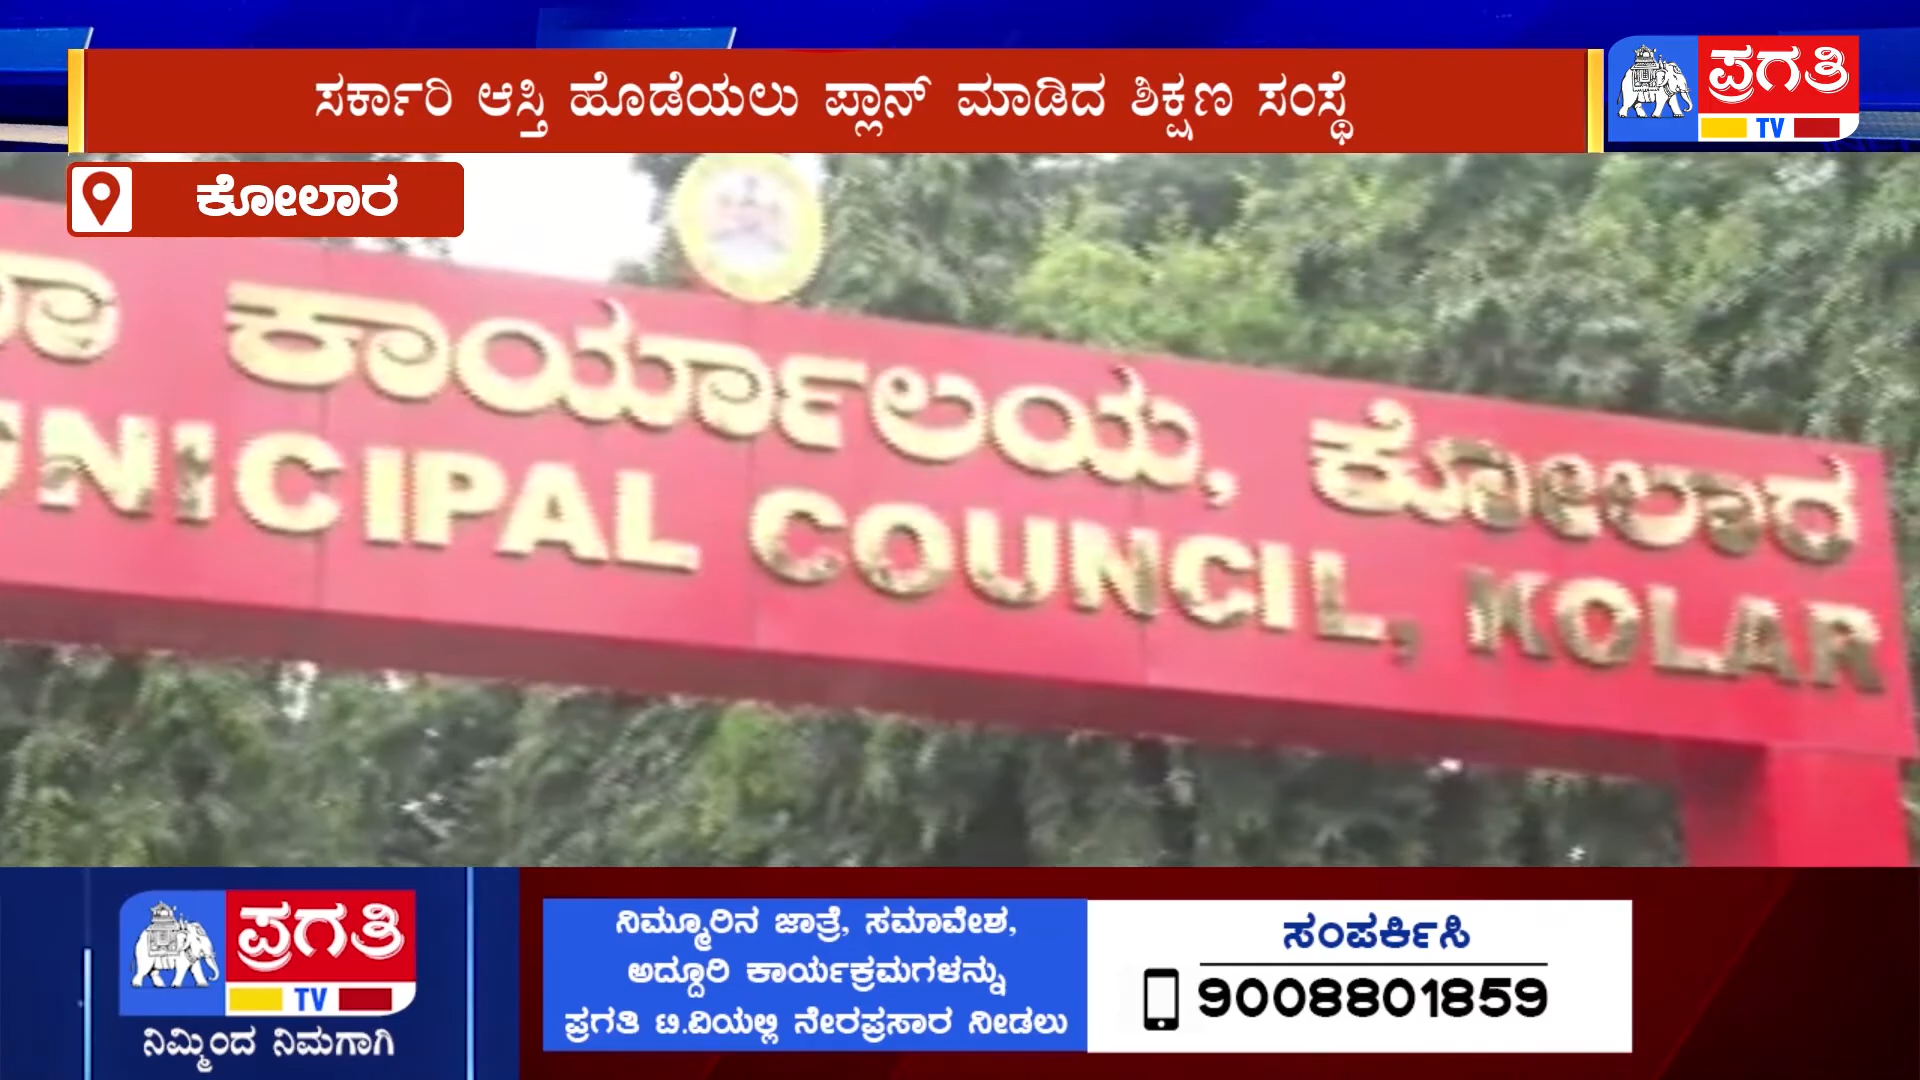 ಸರ್ಕಾರಿ ಆಸ್ತಿ ಹೊಡೆಯಲು ಪ್ಲಾನ್ ಮಾಡಿದ ಶಿಕ್ಷಣ ಸಂಸ್ಥೆ
ಪ್ರಗತಿ
TV
ಕೋಲಾರ
ಕಾರ್ಯಾಲಯ, ಕೋಲಾರ
UNICIPAL COUNCIL, KOLAR
ಪ್ರಗತಿ
TV
ನಿಮ್ಮಿಂದ ನಿಮಗಾಗಿ
ನಿಮ್ಮೂರಿನ ಜಾತ್ರೆ, ಸಮಾವೇಶ,
ಅದ್ದೂರಿ ಕಾರ್ಯಕ್ರಮಗಳನ್ನು
ಪ್ರಗತಿ ಟಿ.ವಿಯಲ್ಲಿ ನೇರಪ್ರಸಾರ ನೀಡಲು
ಸಂಪರ್ಕಿಸಿ
9008801859